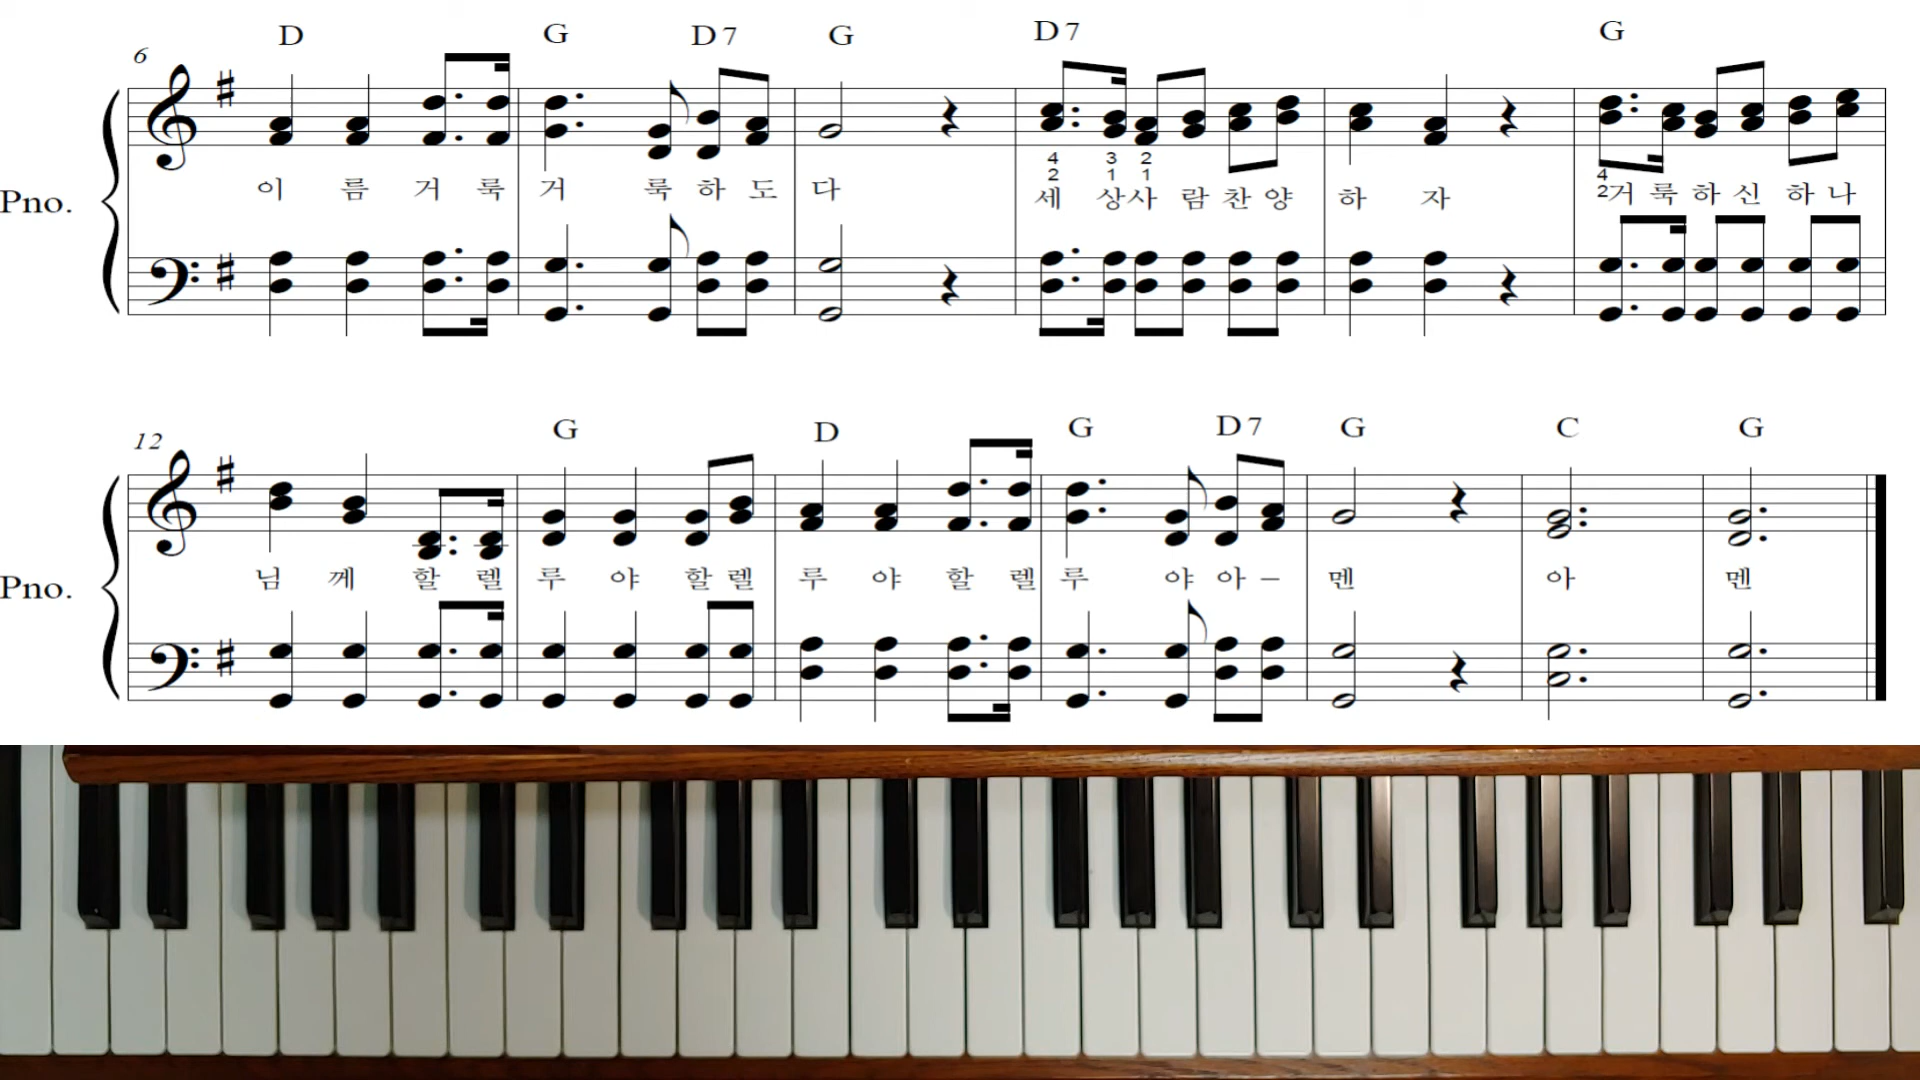 D G D7 G D7 G
6
4 3 2 4
2 1 1 2
Pno.
이 름 거 룩 거 룩 하 도 다 세 상 사 람 찬 양 하 자 거 룩 하 신 하 나
12
G D G D7 G C G
Pno.
님 께 할 렐 루 야 할 렐 루 야 할 렐 루 야 아 – 멘 아 멘